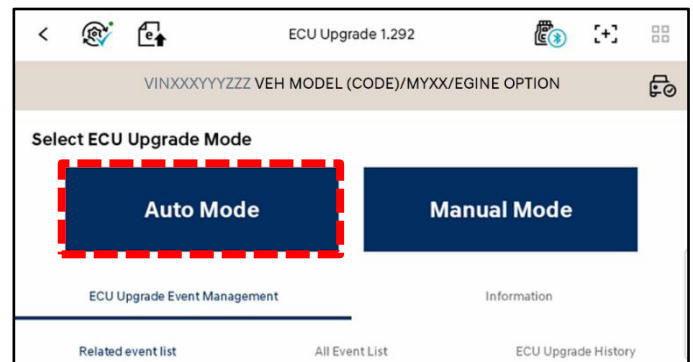 ECU Upgrade 1.292
VINXXXYYYZZZ VEH MODEL (CODE)/MYXX/EGINE OPTION
Select ECU Upgrade Mode
Auto Mode
Manual Mode
ECU Upgrade Event Management
Information
Related event list
All Event List
ECU Upgrade History